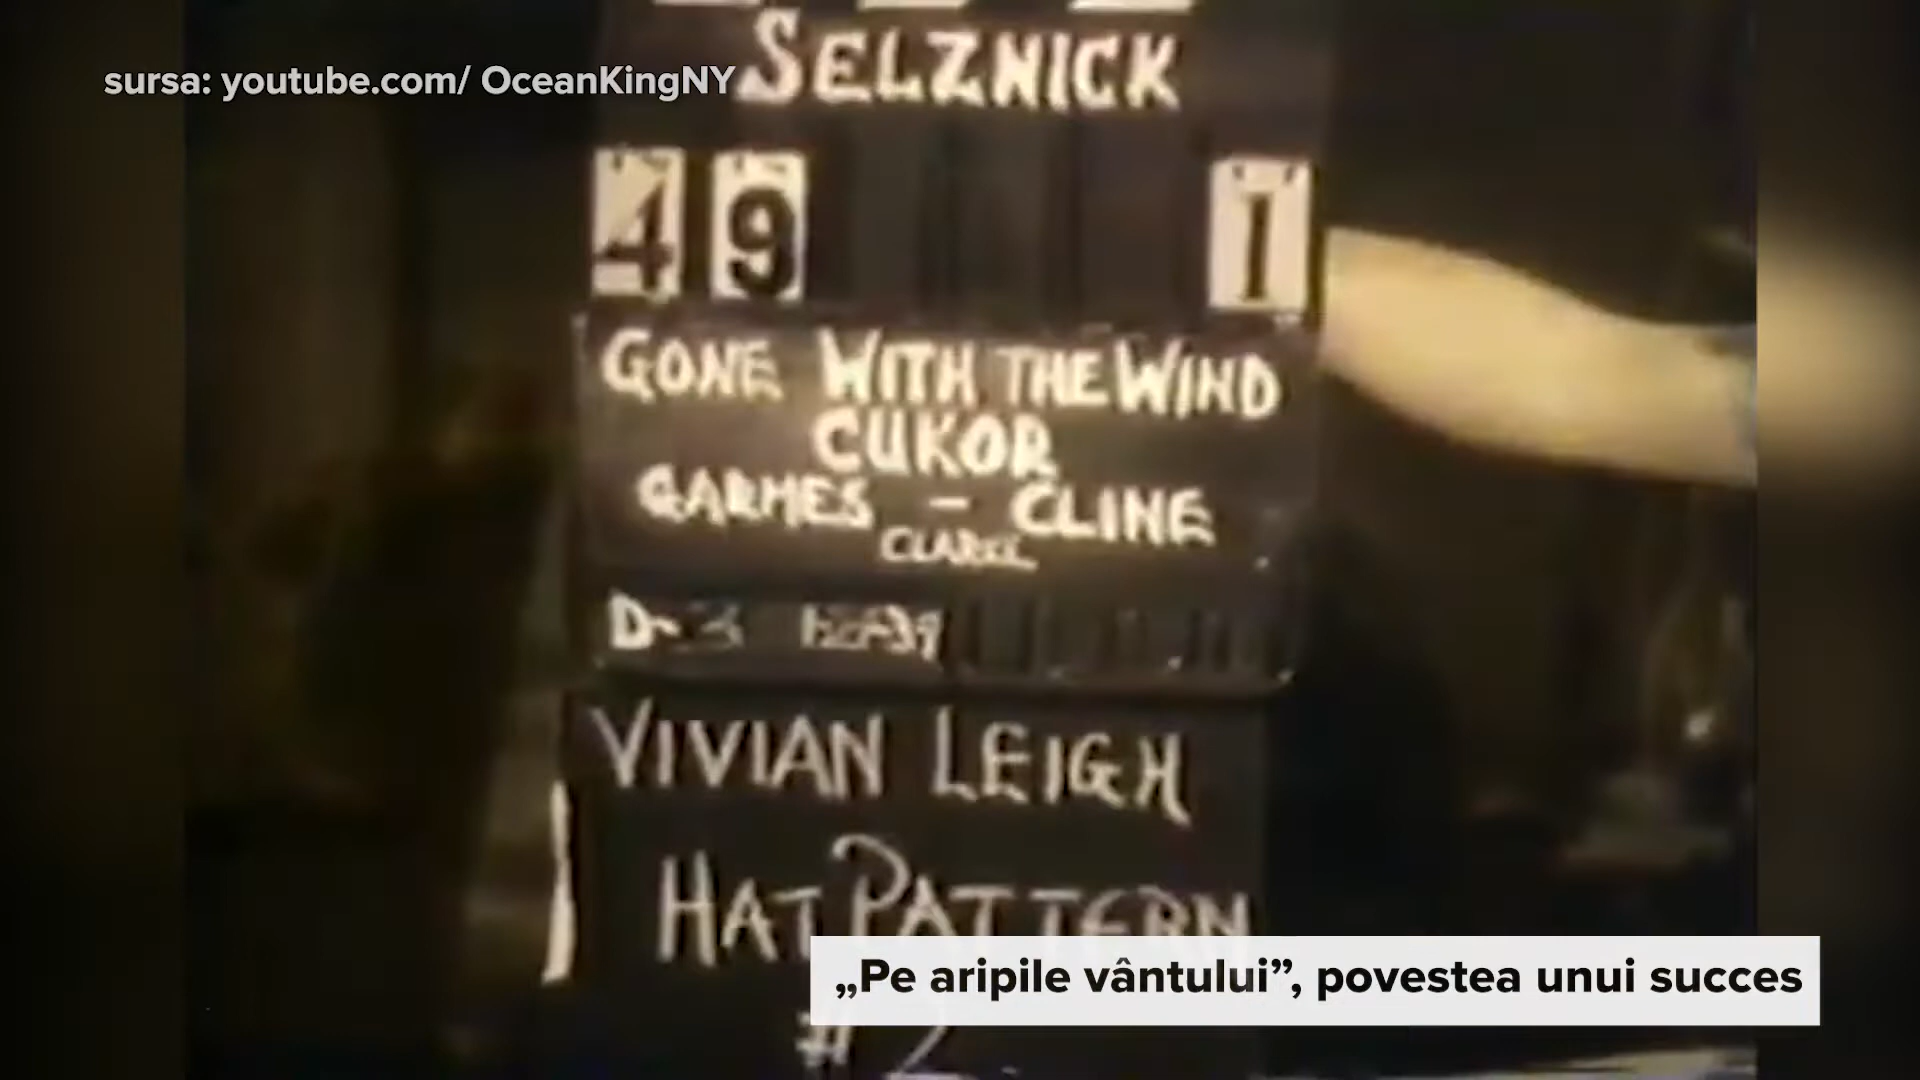 sursa: youtube.com/ OceanKingNY
SELZNICK
49 1
GONE WITH THE WIND
CUKOR
GARMES - CLINE
D-
VIVIAN LEIGH
HAT PATTERN
„Pe aripile vântului”, povestea unui succes
#2